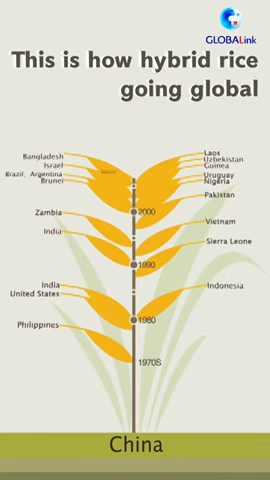 GLOBALink
This is how hybrid rice
going global
Bangladesh
Israel
Brazil, Argentina
Brunei
Laos
Uzbekistan
Guinea
Uruguay
Nigeria
Pakistan
2000
Zambia
India
Vietnam
Sierra Leone
1990
India
United States
Indonesia
1980
Philippines
1970S
China